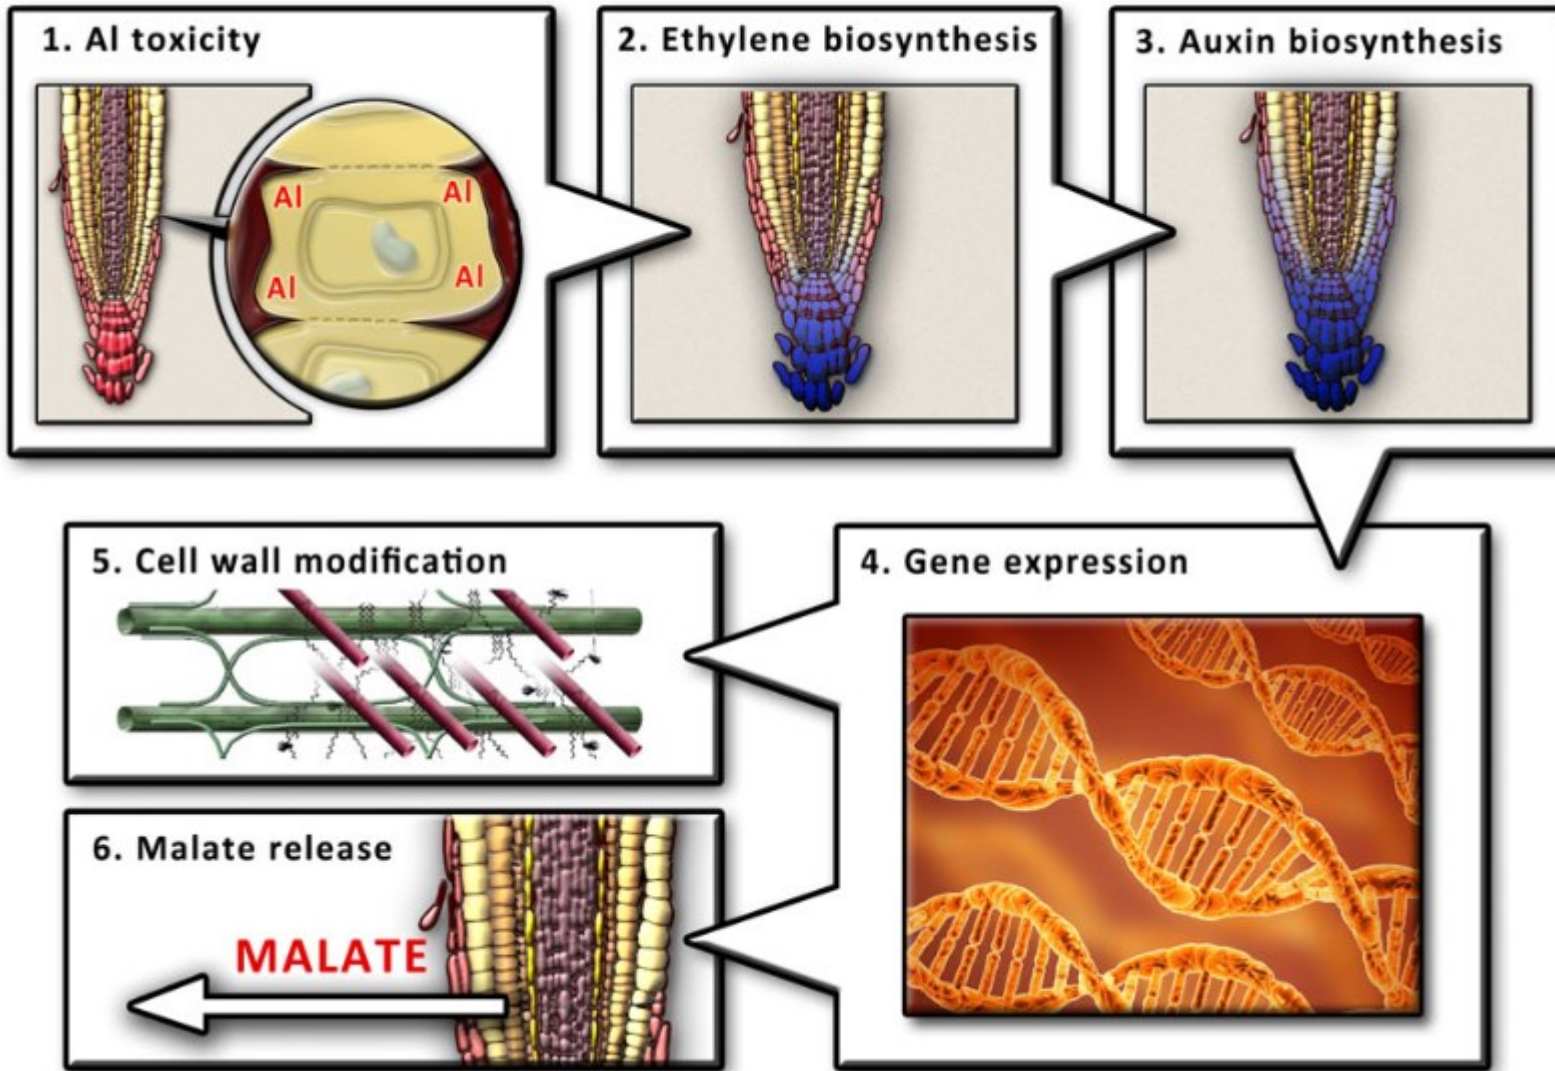 1. Al toxicity
Al
Al
Al
Al
2. Ethylene biosynthesis
3. Auxin biosynthesis
4. Gene expression
5. Cell wall modification
6. Malate release
MALATE